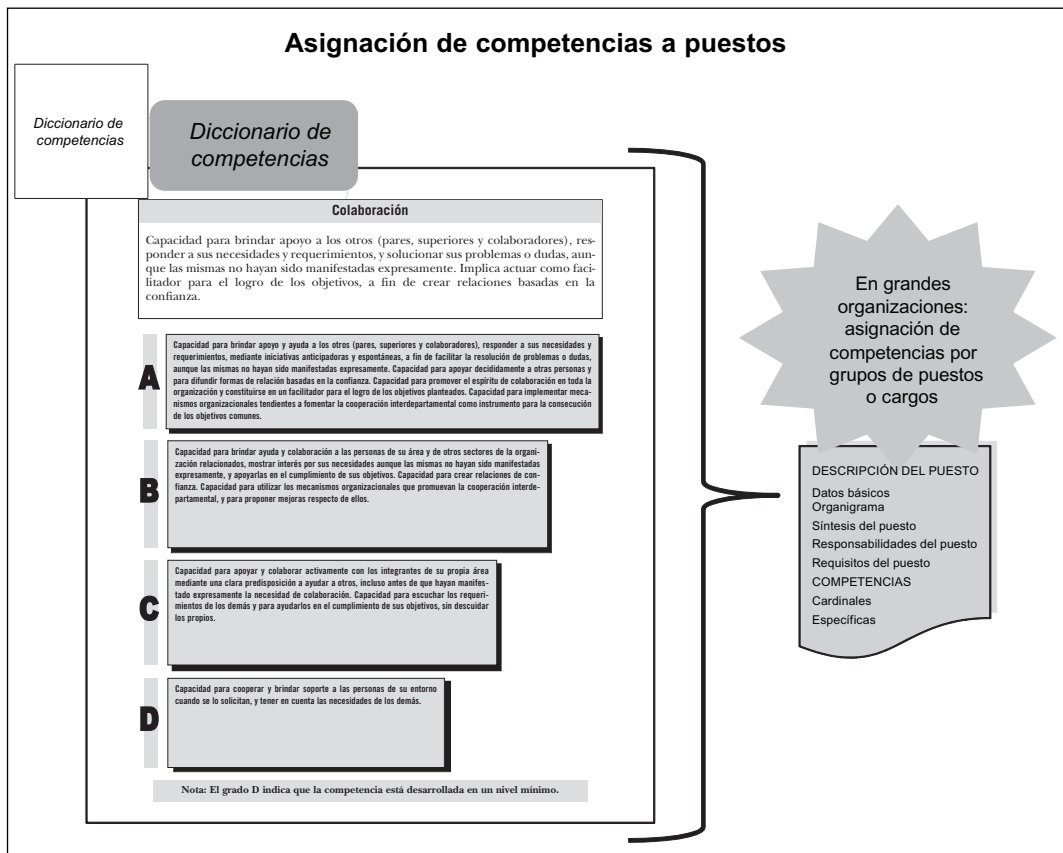 Asignación de competencias a puestos
Diccionario de
competencias
Diccionario de
competencias
Colaboración
Capacidad para brindar apoyo a los otros (pares, superiores y colaboradores), res-
ponder a sus necesidades y requerimientos, y solucionar sus problemas o dudas, aun-
que las mismas no hayan sido manifestadas expresamente. Implica actuar como faci-
litador para el logro de los objetivos, a fin de crear relaciones basadas en la
confianza.
A
Capacidad para brindar apoyo y ayuda a los otros (pares, superiores y colaboradores), responder a sus necesidades y
requerimientos, mediante iniciativas anticipadoras y espontáneas, a fin de facilitar la resolución de problemas o dudas,
aunque las mismas no hayan sido manifestadas expresamente. Capacidad para apoyar decididamente a otras personas y
para difundir formas de relación basadas en la confianza. Capacidad para promover el espíritu de colaboración en toda la
organización y constituirse en un facilitador para el logro de los objetivos planteados. Capacidad para implementar meca-
nismos organizacionales tendientes a fomentar la cooperación interdepartamental como instrumento para la consecución
de los objetivos comunes.
B
Capacidad para brindar ayuda y colaboración a las personas de su área y de otros sectores de la organi-
zación relacionados, mostrar interés por sus necesidades aunque las mismas no hayan sido manifestadas
expresamente, y apoyarlas en el cumplimiento de sus objetivos. Capacidad para crear relaciones de con-
fianza. Capacidad para utilizar los mecanismos organizacionales que promuevan la cooperación interde-
partamental, y para proponer mejoras respecto de ellos.
C
Capacidad para apoyar y colaborar activamente con los integrantes de su propia área
mediante una clara predisposición a ayudar a otros, incluso antes de que hayan manifes-
tado expresamente la necesidad de colaboración. Capacidad para escuchar los requeri-
mientos de los demás y para ayudarlos en el cumplimiento de sus objetivos, sin descuidar
los propios.
D
Capacidad para cooperar y brindar soporte a las personas de su entorno
cuando se lo solicitan, y tener en cuenta las necesidades de los demás.
Nota: El grado D indica que la competencia está desarrollada en un nivel mínimo.
En grandes
organizaciones:
asignación de
competencias por
grupos de puestos
o cargos
DESCRIPCIÓN DEL PUESTO
Datos básicos
Organigrama
Síntesis del puesto
Responsabilidades del puesto
Requisitos del puesto
COMPETENCIAS
Cardinales
Específicas